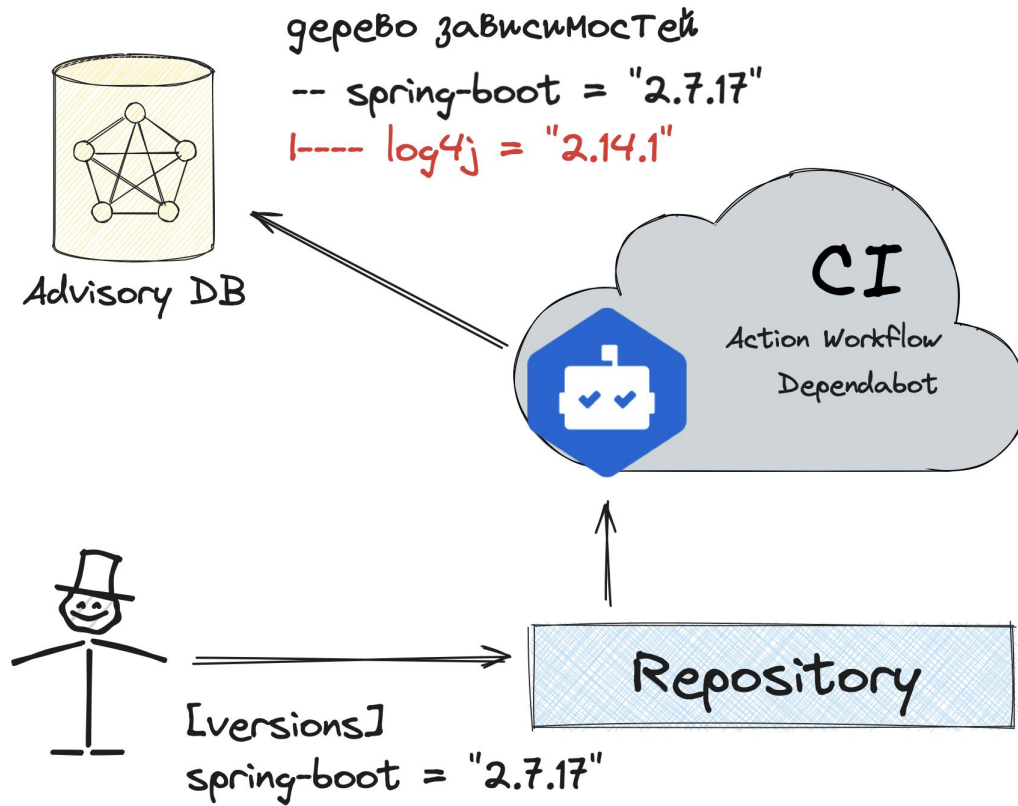 дерево зависимостей
-- spring-boot = "2.7.17"
|---- log4j = "2.14.1"
Advisory DB
CI
Action Workflow
Dependabot
Repository
[versions]
spring-boot = "2.7.17"